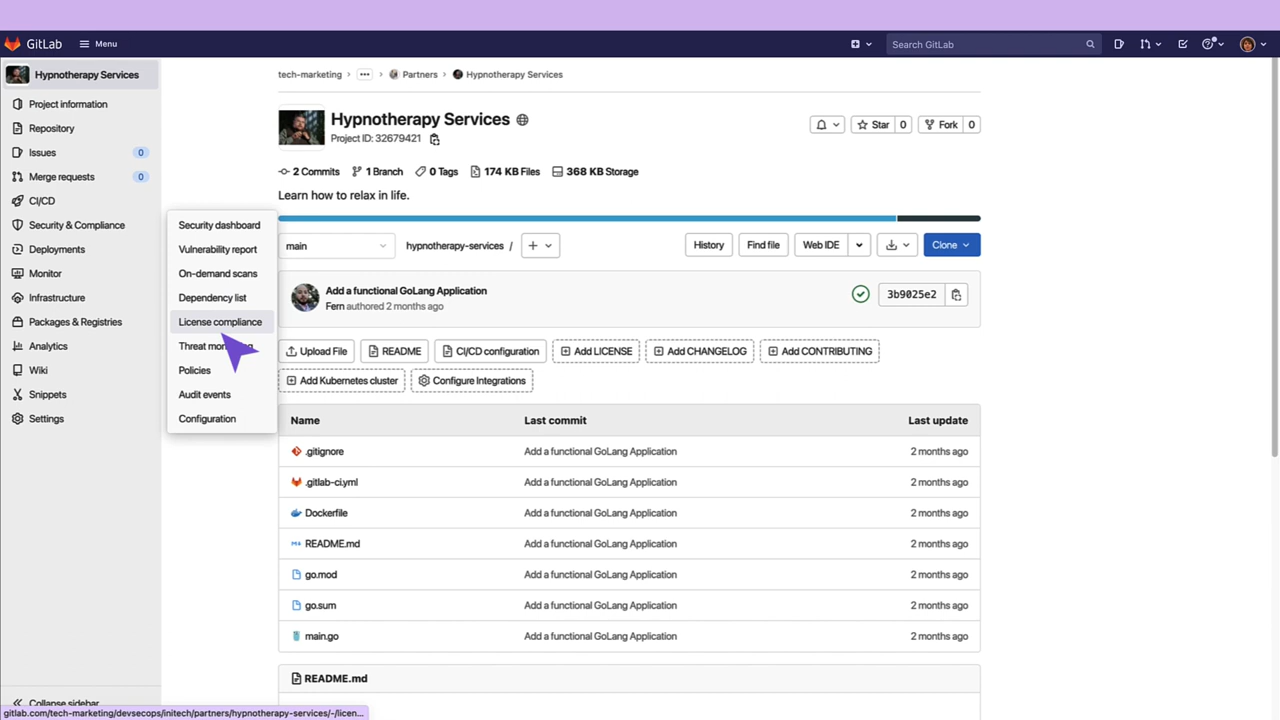 GitLab
Menu
Search GitLab
Hypnotherapy Services
Project information
Repository
Issues
0
Merge requests
0
CI/CD
Security & Compliance
Deployments
Monitor
Infrastructure
Packages & Registries
Analytics
Wiki
Snippets
Settings
Collapse sidebar
gitlab.com/tech-marketing/devsecops/initech/partners/hypnotherapy-services/-/licen...
Security dashboard
Vulnerability report
On-demand scans
Dependency list
License compliance
Threat mon
Policies
Audit events
Configuration
tech-marketing > ... > Partners > Hypnotherapy Services
Hypnotherapy Services
Project ID: 32679421
Star 0
Fork 0
2 Commits 1 Branch 0 Tags 174 KB Files 368 KB Storage
Learn how to relax in life.
main
hypnotherapy-services / +
History
Find file
Web IDE
Clone
Add a functional GoLang Application
Fern authored 2 months ago
3b9025e2
Upload File README CI/CD configuration Add LICENSE Add CHANGELOG Add CONTRIBUTING
Add Kubernetes cluster Configure Integrations
Name Last commit Last update
.gitignore Add a functional GoLang Application 2 months ago
.gitlab-ci.yml Add a functional GoLang Application 2 months ago
Dockerfile Add a functional GoLang Application 2 months ago
README.md Add a functional GoLang Application 2 months ago
go.mod Add a functional GoLang Application 2 months ago
go.sum Add a functional GoLang Application 2 months ago
main.go Add a functional GoLang Application 2 months ago
README.md